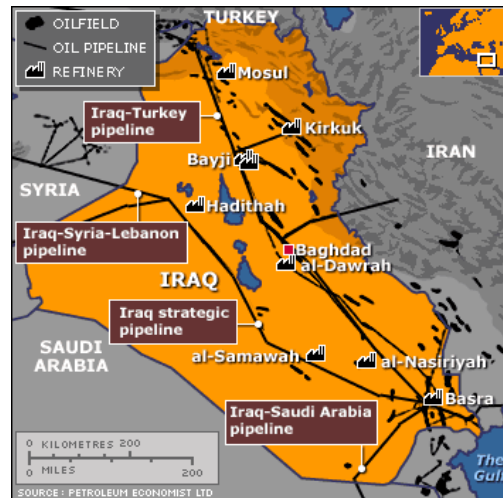 OILFIELD
OIL PIPELINE
REFINERY
TURKEY
Mosul
Iraq-Turkey
pipeline
Kirkuk
Bayji
IRAN
SYRIA
Hadithah
Iraq-Syria-Lebanon
pipeline
Baghdad
al-Dawrah
IRAQ
Iraq strategic
pipeline
SAUDI
ARABIA
al-Samawah
al-Nasiriyah
Basra
Iraq-Saudi Arabia
pipeline
The
Gulf
0 KILOMETRES 200
0 MILES 200
SOURCE: PETROLEUM ECONOMIST LTD